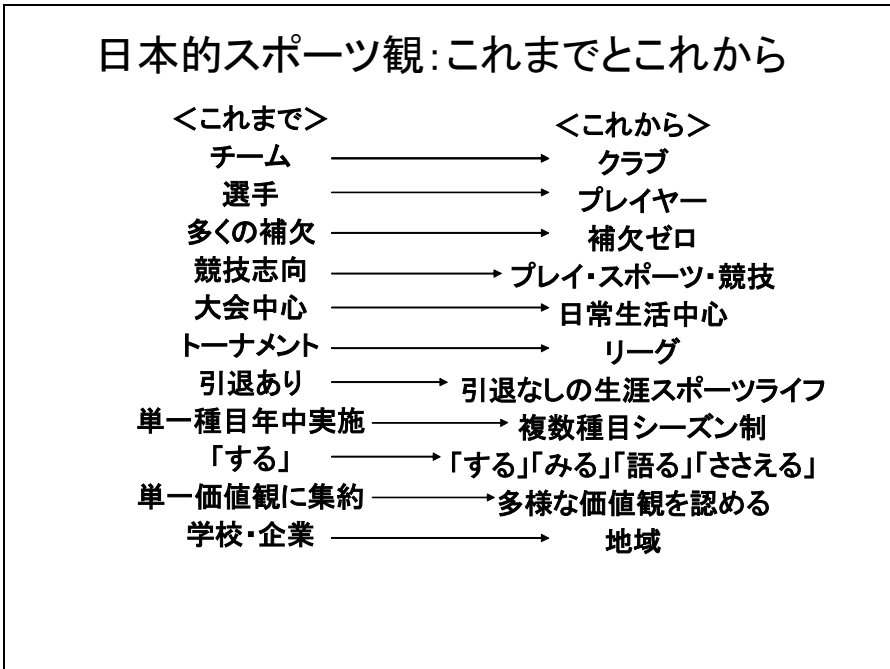 日本的スポーツ観:これまでとこれから
<これまで> <これから>
チーム クラブ
選手 プレイヤー
多くの補欠 補欠ゼロ
競技志向 プレイ・スポーツ・競技
大会中心 日常生活中心
トーナメント リーグ
引退あり 引退なしの生涯スポーツライフ
単一種目年中実施 複数種目シーズン制
「する」 「する」「みる」「語る」「ささえる」
単一価値観に集約 多様な価値観を認める
学校・企業 地域